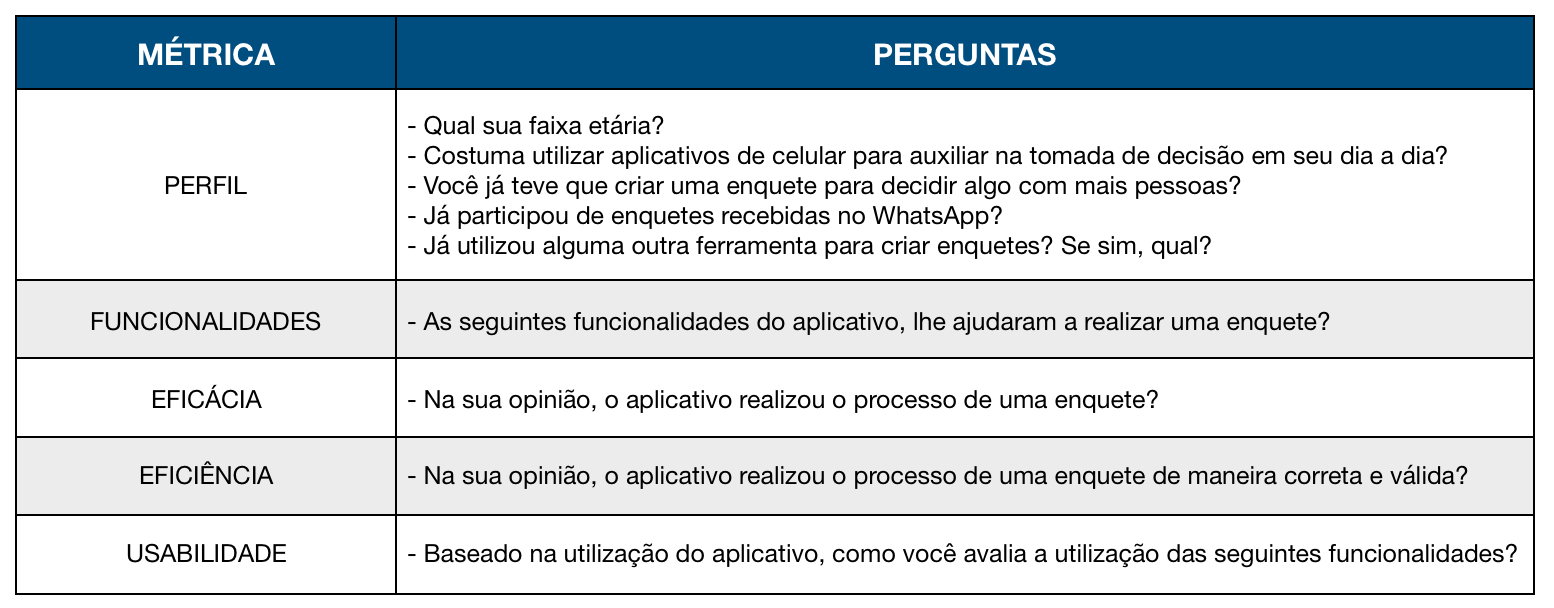 MÉTRICA PERGUNTAS
PERFIL
- Qual sua faixa etária?
- Costuma utilizar aplicativos de celular para auxiliar na tomada de decisão em seu dia a dia?
- Você já teve que criar uma enquete para decidir algo com mais pessoas?
- Já participou de enquetes recebidas no WhatsApp?
- Já utilizou alguma outra ferramenta para criar enquetes? Se sim, qual?
FUNCIONALIDADES - As seguintes funcionalidades do aplicativo, lhe ajudaram a realizar uma enquete?
EFICÁCIA - Na sua opinião, o aplicativo realizou o processo de uma enquete?
EFICIÊNCIA - Na sua opinião, o aplicativo realizou o processo de uma enquete de maneira correta e válida?
USABILIDADE - Baseado na utilização do aplicativo, como você avalia a utilização das seguintes funcionalidades?